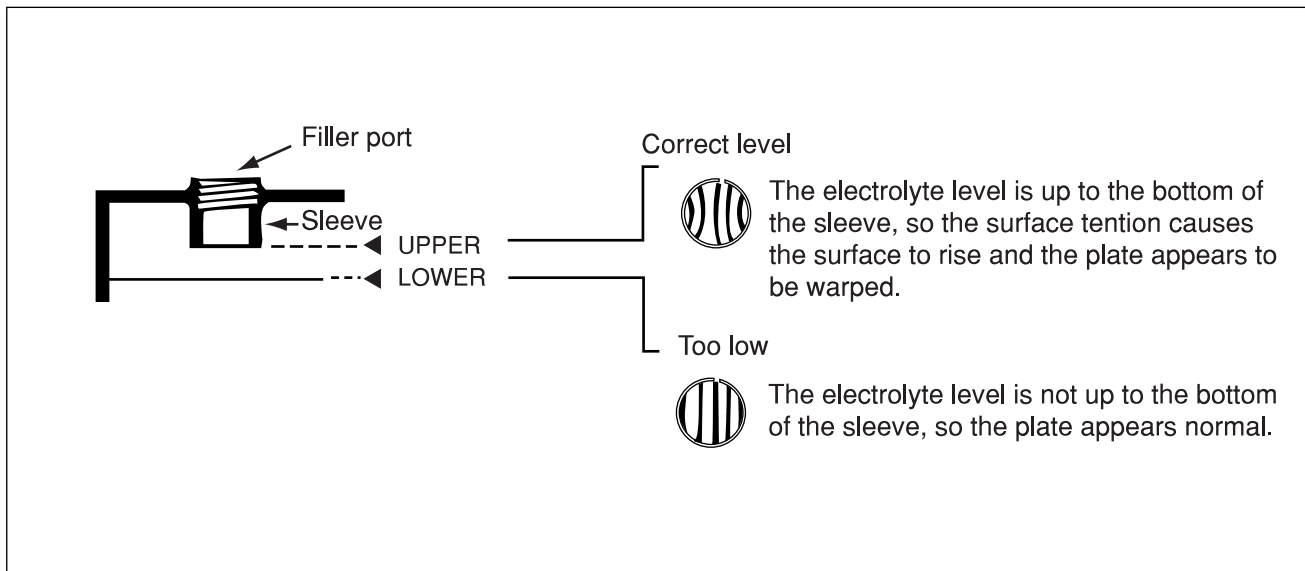 Filler port
Sleeve
UPPER
LOWER
Correct level
The electrolyte level is up to the bottom of
the sleeve, so the surface tention causes
the surface to rise and the plate appears to
be warped.
Too low
The electrolyte level is not up to the bottom
of the sleeve, so the plate appears normal.